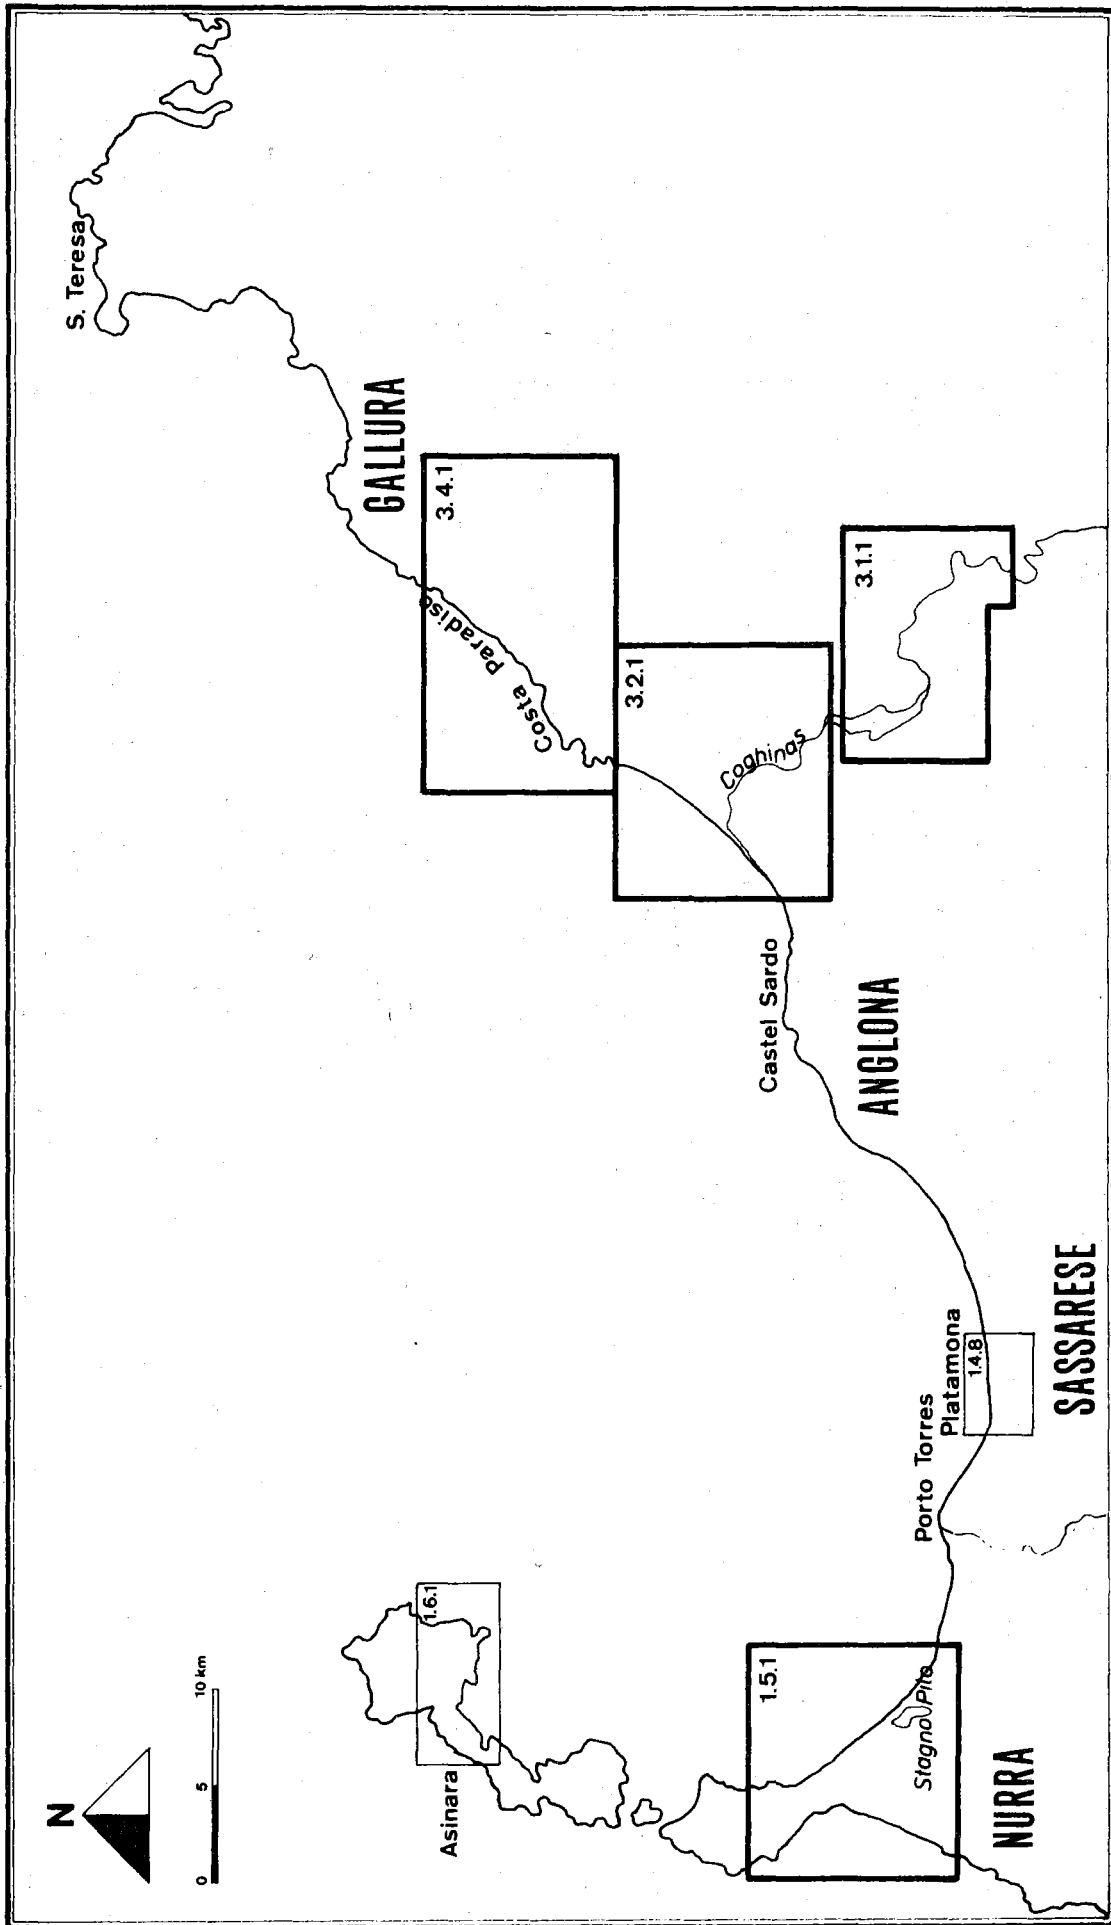 N
0 5 10 km
S. Teresa
GALLURA
3.4.1
Costa Paradiso
3.2.1
Coghinas
3.1.1
Castel Sardo
ANGLONA
Asinara
1.6.1
1.5.1
Stagno Pilo
NURRA
Porto Torres
Platamona
1.4.8
SASSARESE